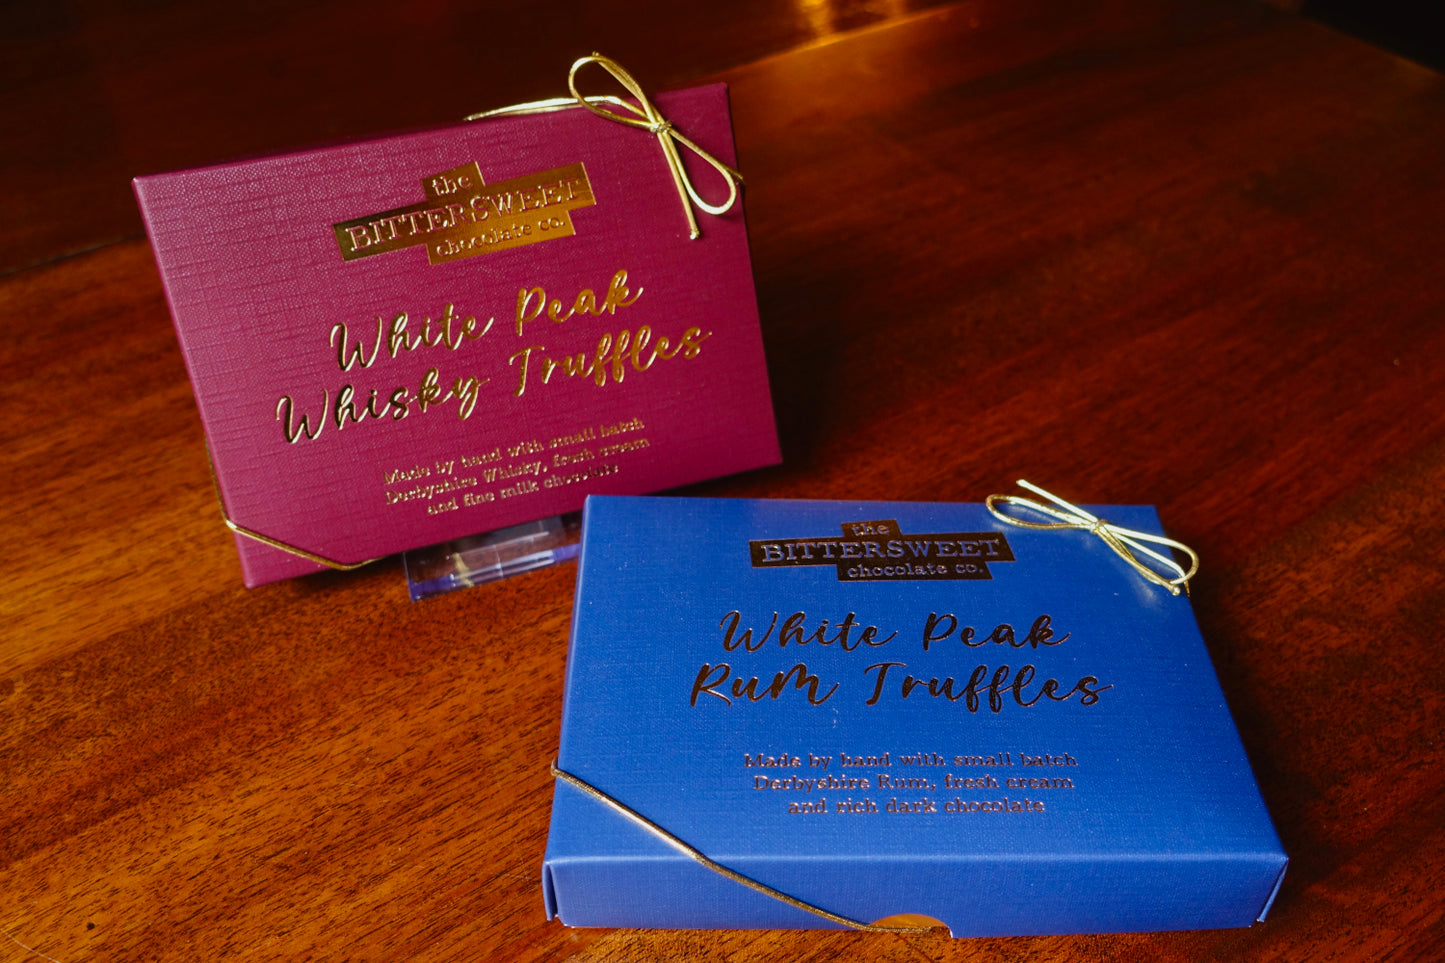 the
BITTERSWEET
chocolate co.
White Peak
Whisky Truffles
Made by hand with small batch
Derbyshire Whisky, fresh cream
and fine milk chocolate
the
BITTERSWEET
chocolate co.
White Peak
Rum Truffles
Made by hand with small batch
Derbyshire Rum, fresh cream
and rich dark chocolate